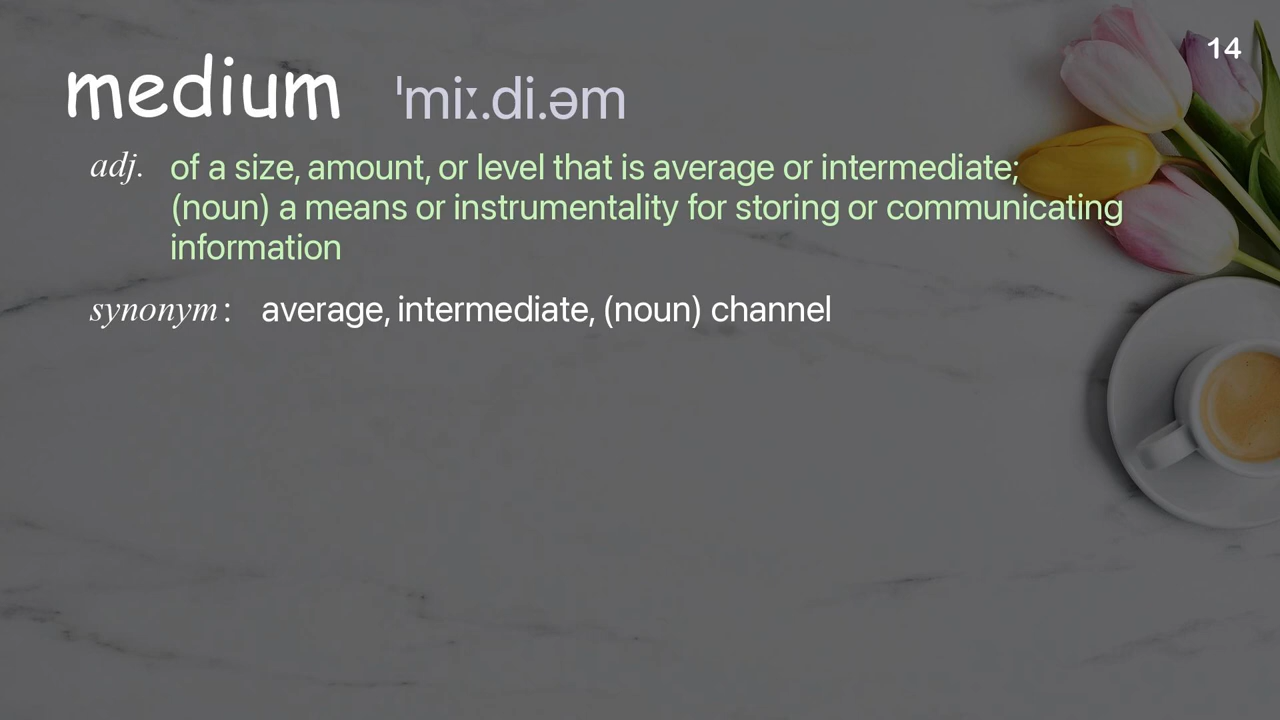 14
medium ˈmiː.di.əm
adj. of a size, amount, or level that is average or intermediate;
(noun) a means or instrumentality for storing or communicating
information
synonym : average, intermediate, (noun) channel